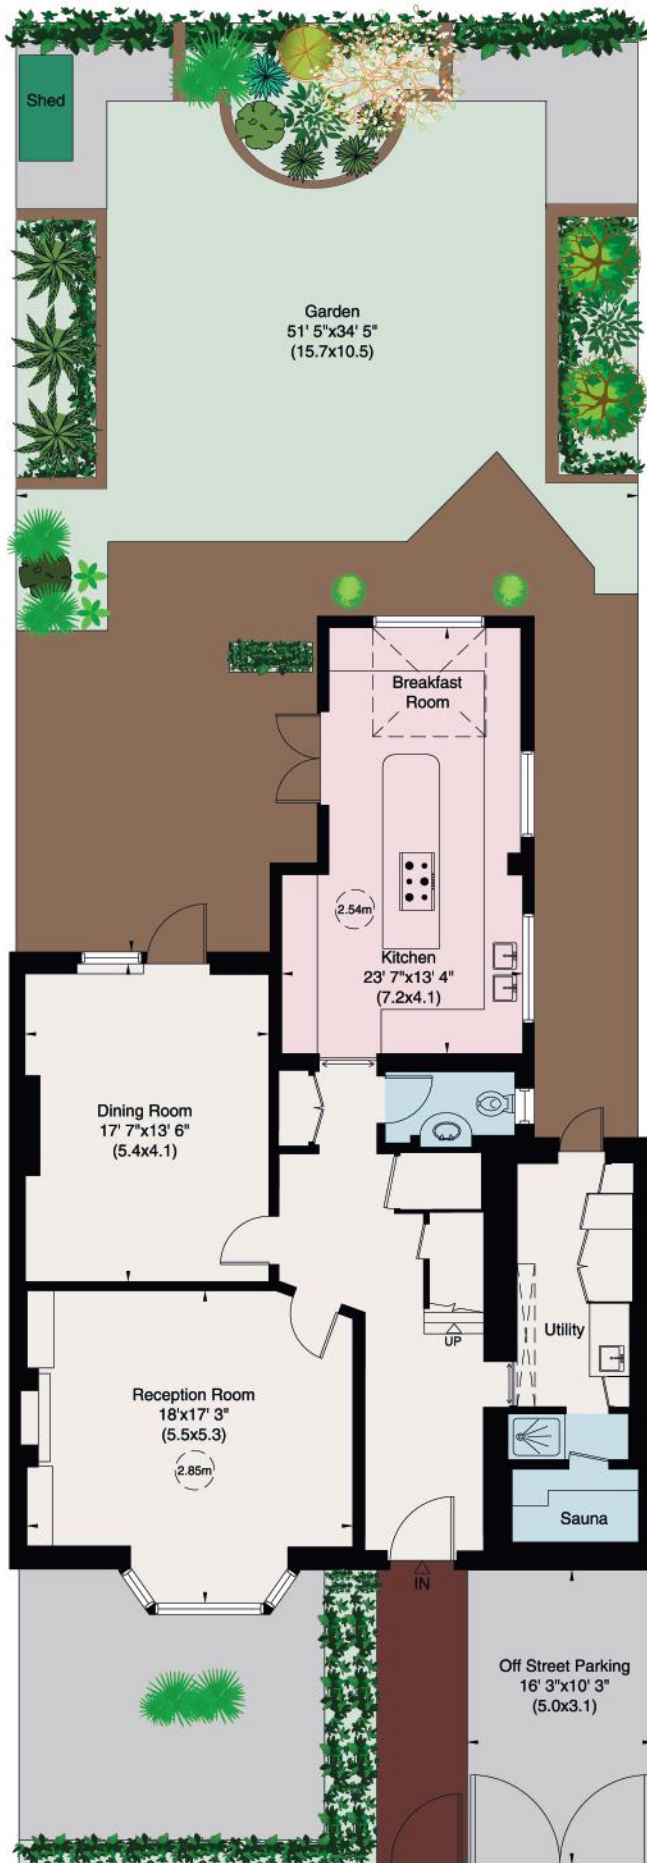 Shed
Garden
51' 5"x34' 5"
(15.7x10.5)
Breakfast
Room
2.54m
Kitchen
23' 7"x13' 4"
(7.2x4.1)
Dining Room
17' 7"x13' 6"
(5.4x4.1)
UP
Utility
Reception Room
18'x17' 3"
(5.5x5.3)
2.85m
Sauna
IN
Off Street Parking
16' 3"x10' 3"
(5.0x3.1)